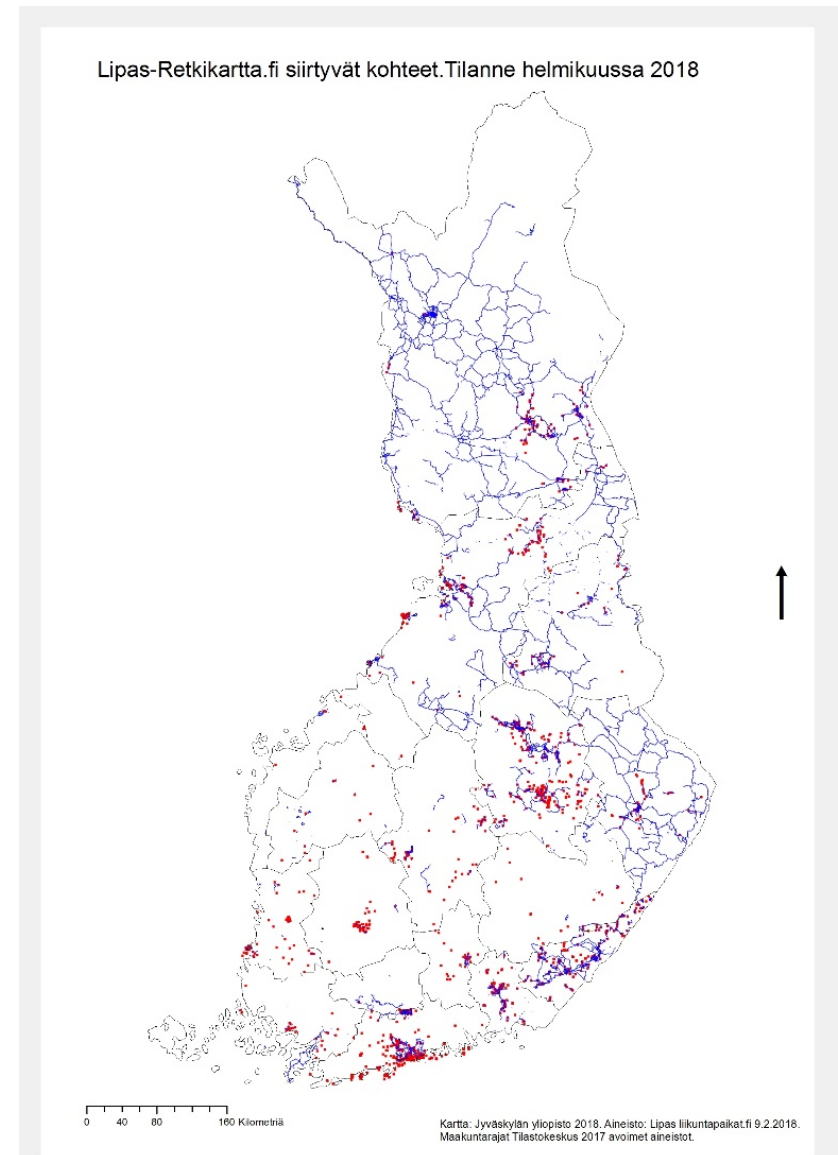 Lipas-Retkikartta.fi siirtyvät kohteet.Tilanne helmikuussa 2018
0 40 80 160 Kilometriä
Kartta: Jyväskylän yliopisto 2018. Aineisto: Lipas liikuntapaikat.fi 9.2.2018.
Maakuntarajat Tilastokeskus 2017 avoimet aineistot.